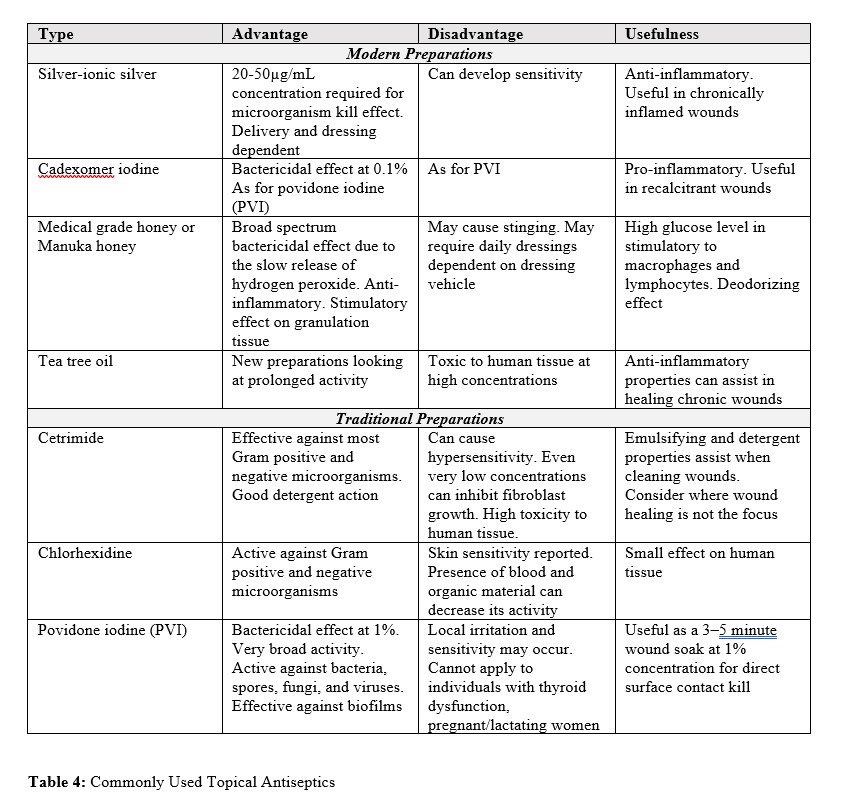 Type Advantage Disadvantage Usefulness
Modern Preparations
Silver-ionic silver
20-50µg/mL
concentration required for
microorganism kill effect.
Delivery and dressing
dependent
Can develop sensitivity
Anti-inflammatory.
Useful in chronically
inflamed wounds
Cadexomer iodine
Bactericidal effect at 0.1%
As for povidone iodine
(PVI)
As for PVI
Pro-inflammatory. Useful
in recalcitrant wounds
Medical grade honey or
Manuka honey
Broad spectrum
bactericidal effect due to
the slow release of
hydrogen peroxide. Anti-
inflammatory. Stimulatory
effect on granulation
tissue
May cause stinging. May
require daily dressings
dependent on dressing
vehicle
High glucose level in
stimulatory to
macrophages and
lymphocytes. Deodorizing
effect
Tea tree oil
New preparations looking
at prolonged activity
Toxic to human tissue at
high concentrations
Anti-inflammatory
properties can assist in
healing chronic wounds
Traditional Preparations
Cetrimide
Effective against most
Gram positive and
negative microorganisms.
Good detergent action
Can cause
hypersensitivity. Even
very low concentrations
can inhibit fibroblast
growth. High toxicity to
human tissue.
Emulsifying and detergent
properties assist when
cleaning wounds.
Consider where wound
healing is not the focus
Chlorhexidine
Active against Gram
positive and negative
microorganisms
Skin sensitivity reported.
Presence of blood and
organic material can
decrease its activity
Small effect on human
tissue
Povidone iodine (PVI)
Bactericidal effect at 1%.
Very broad activity.
Active against bacteria,
spores, fungi, and viruses.
Effective against biofilms
Local irritation and
sensitivity may occur.
Cannot apply to
individuals with thyroid
dysfunction,
pregnant/lactating women
Useful as a 3–5 minute
wound soak at 1%
concentration for direct
surface contact kill
Table 4: Commonly Used Topical Antiseptics